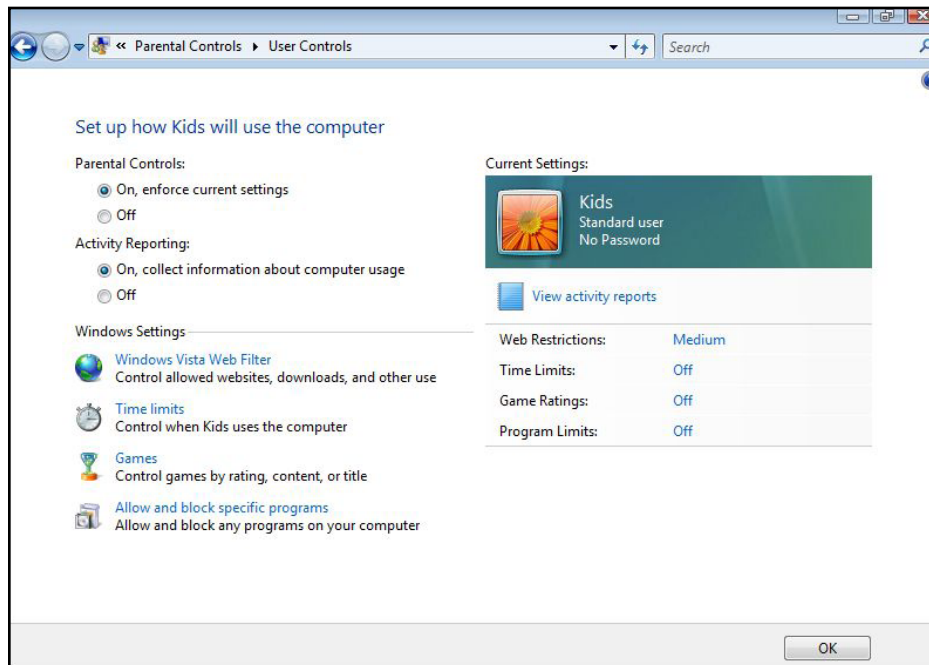 « Parental Controls ▸ User Controls
Search
Set up how Kids will use the computer
Parental Controls:
On, enforce current settings
Off
Activity Reporting:
On, collect information about computer usage
Off
Windows Settings
Windows Vista Web Filter
Control allowed websites, downloads, and other use
Time limits
Control when Kids uses the computer
Games
Control games by rating, content, or title
Allow and block specific programs
Allow and block any programs on your computer
Current Settings:
Kids
Standard user
No Password
View activity reports
Web Restrictions: Medium
Time Limits: Off
Game Ratings: Off
Program Limits: Off
OK